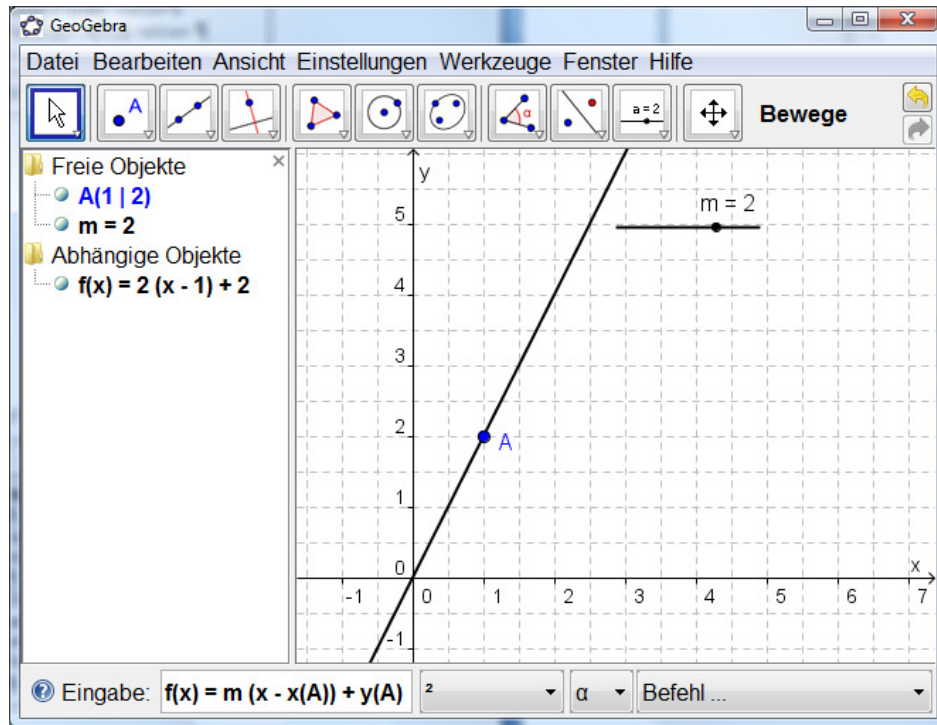 GeoGebra
Datei Bearbeiten Ansicht Einstellungen Werkzeuge Fenster Hilfe
A α a = 2 Bewege
Freie Objekte
A(1 | 2)
m = 2
Abhängige Objekte
f(x) = 2 (x - 1) + 2
y
m = 2
5
4
3
2
A
1
0
x
-1 0 1 2 3 4 5 6 7
-1
Eingabe: f(x) = m (x - x(A)) + y(A) ² α Befehl ...